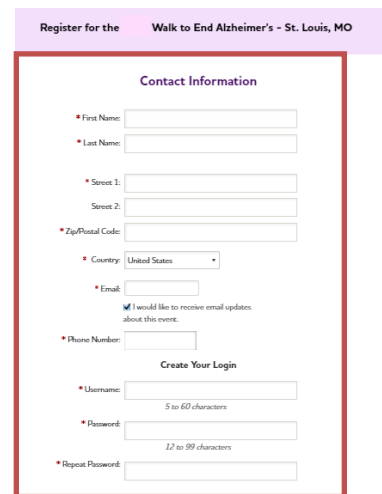 Register for the Walk to End Alzheimer's - St. Louis, MO
Contact Information
* First Name:
* Last Name:
* Street 1:
Street 2:
* Zip/Postal Code:
* Country: United States
* Email:
I would like to receive email updates
about this event.
* Phone Number:
Create Your Login
* Username:
5 to 60 characters
* Password:
12 to 99 characters
* Repeat Password: